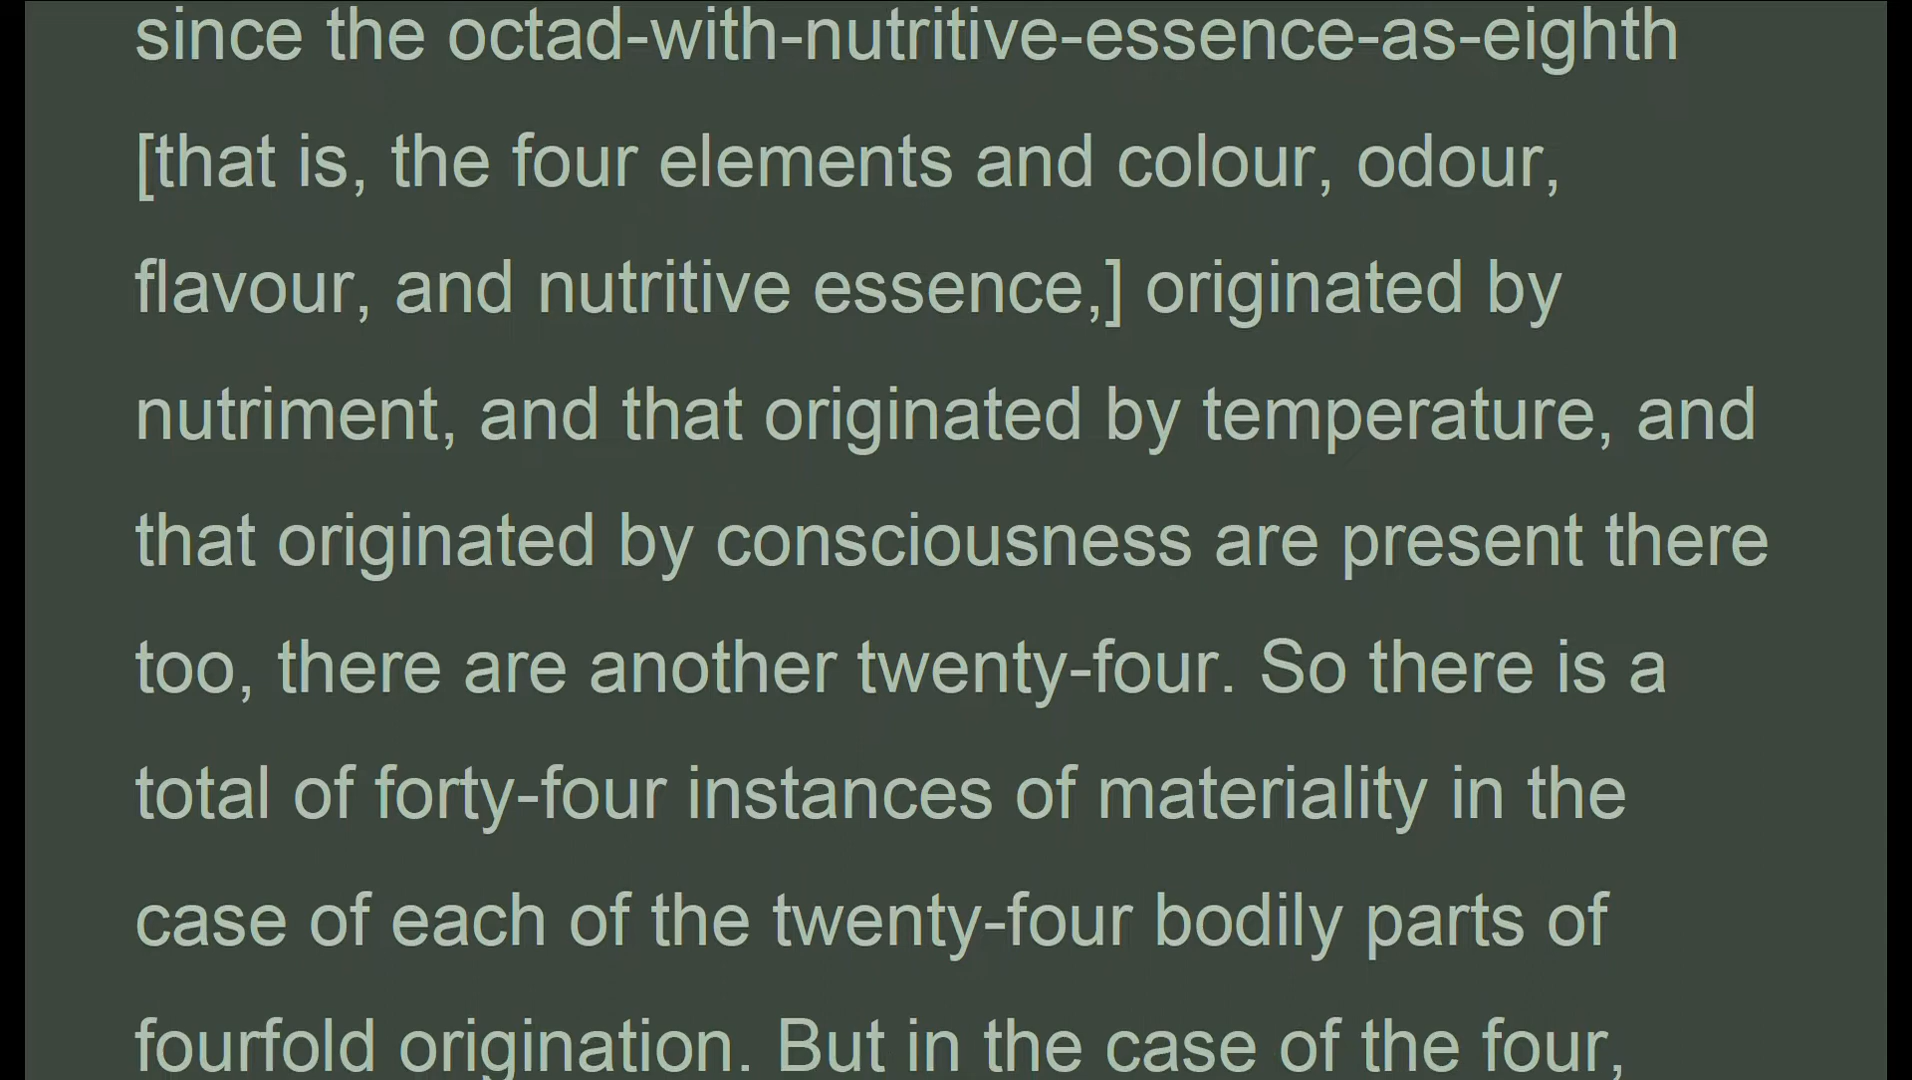 since the octad-with-nutritive-essence-as-eighth
[that is, the four elements and colour, odour,
flavour, and nutritive essence,] originated by
nutriment, and that originated by temperature, and
that originated by consciousness are present there
too, there are another twenty-four. So there is a
total of forty-four instances of materiality in the
case of each of the twenty-four bodily parts of
fourfold origination. But in the case of the four,